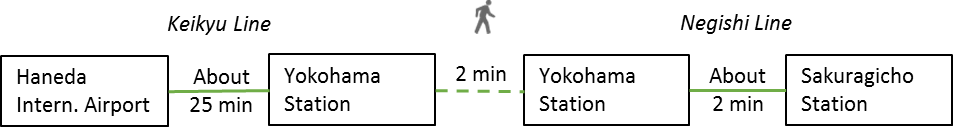 Keikyu Line
Negishi Line
Haneda
Intern. Airport
About
25 min
Yokohama
Station
2 min
Yokohama
Station
About
2 min
Sakuragicho
Station